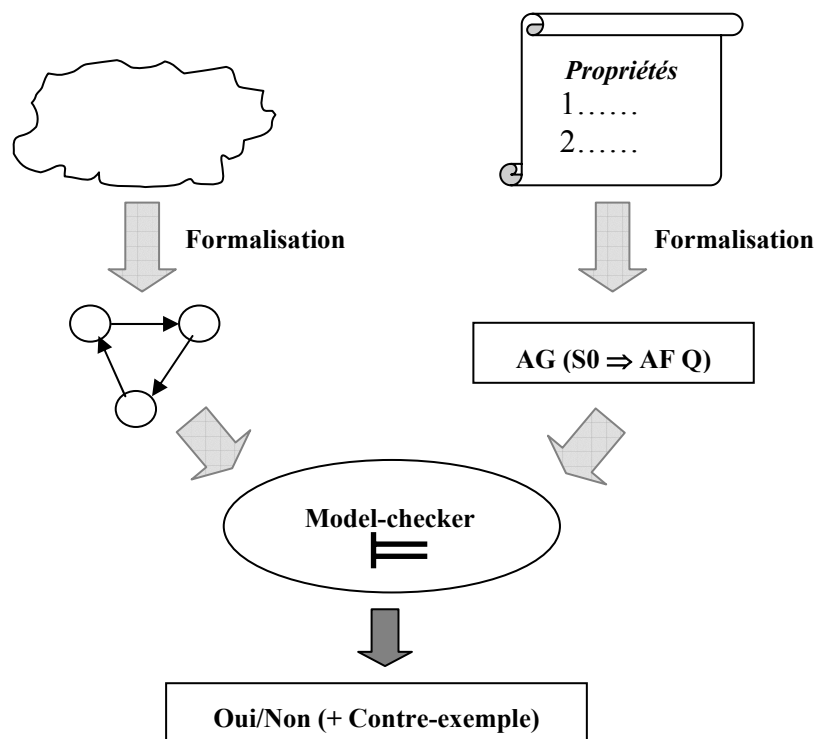 Propriétés
1......
2......
Formalisation
Formalisation
AG (S0 ⇒ AF Q)
Model-checker
Oui/Non (+ Contre-exemple)